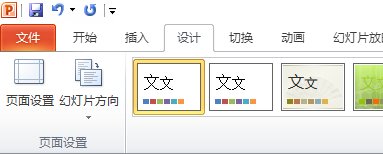 P
文件 开始 插入 设计 切换 动画 幻灯片放
文文 文文 文文
页面设置 幻灯片方向
页面设置